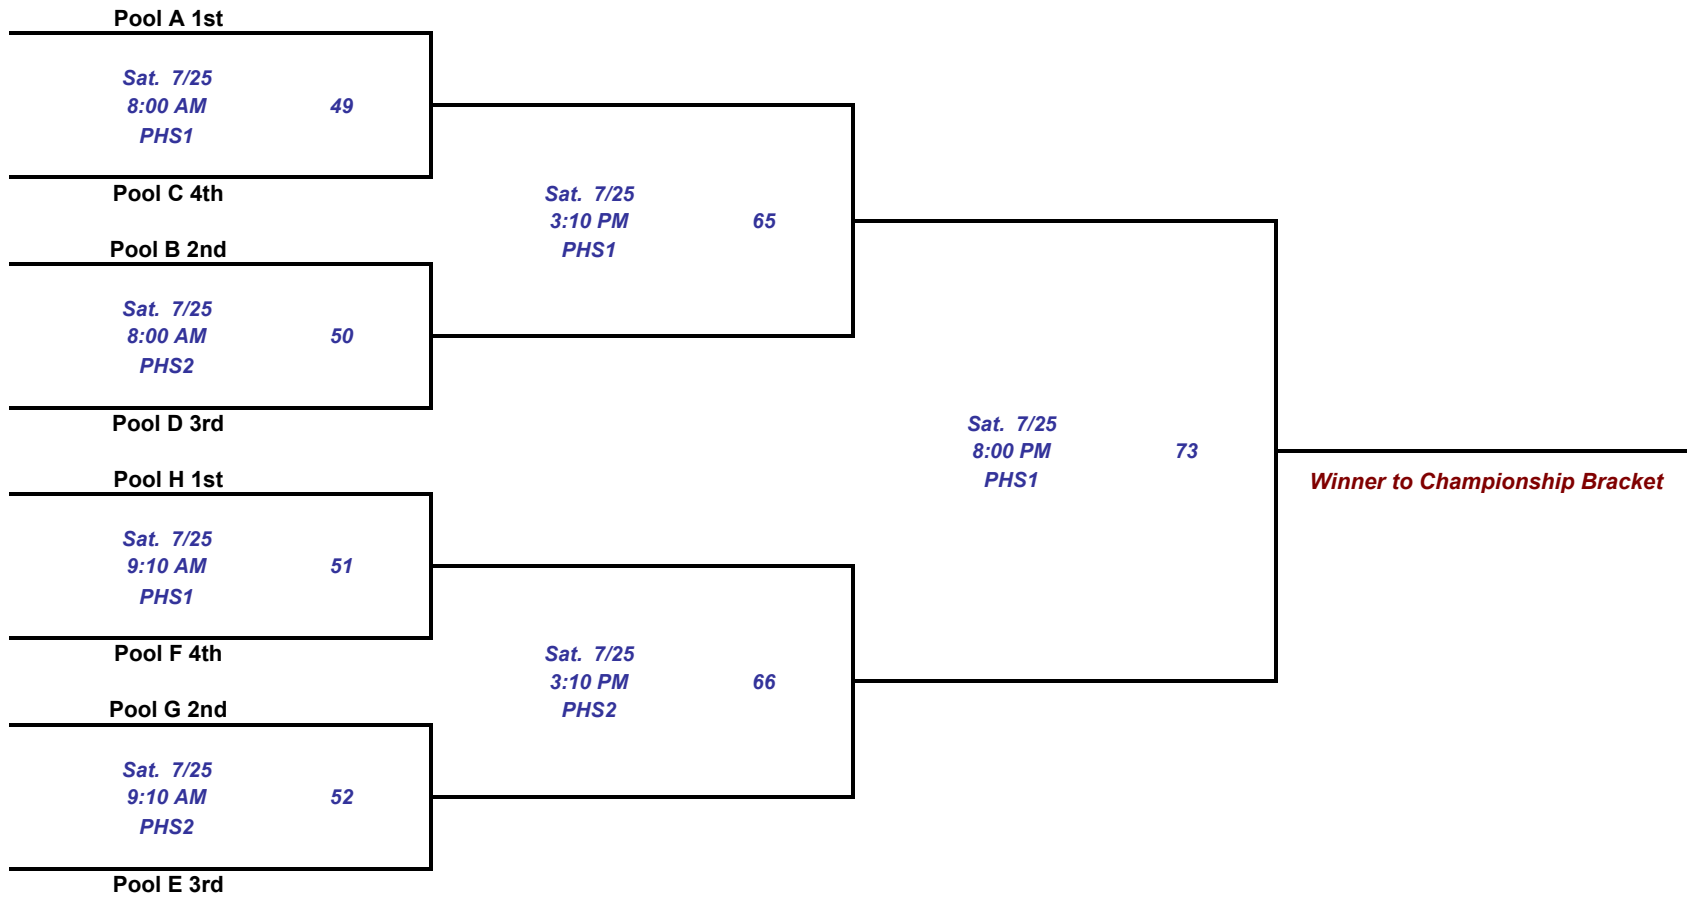 Pool A 1st
Sat. 7/25
8:00 AM 49
PHS1
Pool C 4th
Pool B 2nd
Sat. 7/25
8:00 AM 50
PHS2
Pool D 3rd
Pool H 1st
Sat. 7/25
9:10 AM 51
PHS1
Pool F 4th
Pool G 2nd
Sat. 7/25
9:10 AM 52
PHS2
Pool E 3rd
Sat. 7/25
3:10 PM 65
PHS1
Sat. 7/25
3:10 PM 66
PHS2
Sat. 7/25
8:00 PM 73
PHS1
Winner to Championship Bracket